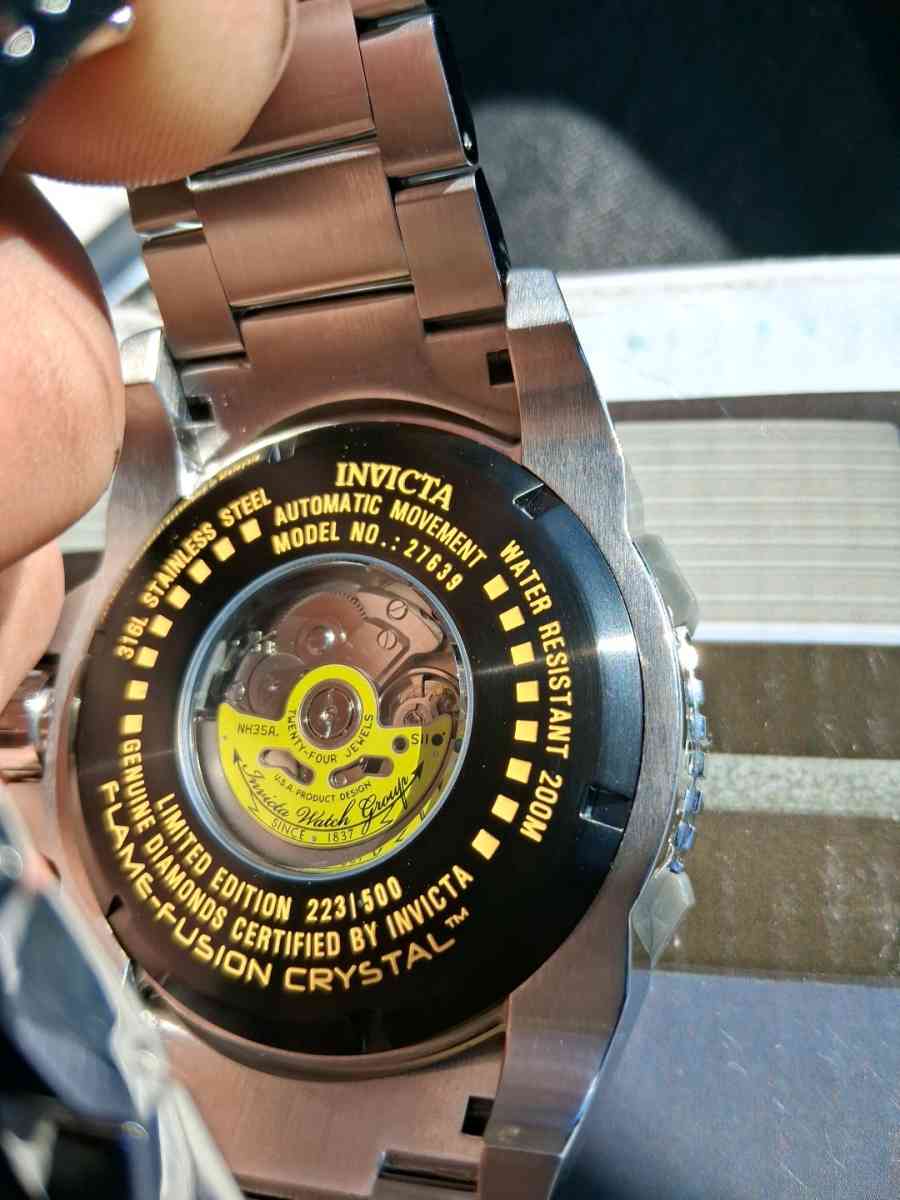 INVICTA
AUTOMATIC MOVEMENT
MODEL NO.: 27639
316L STAINLESS STEEL
WATER RESISTANT 200M
NH35A.
TWENTY-FOUR JEWELS
SII
U.S.A. PRODUCT DESIGN
Invicta Watch Group
SINCE 1837
LIMITED EDITION 223/500
GENUINE DIAMONDS CERTIFIED BY INVICTA
FLAME-FUSION CRYSTAL™